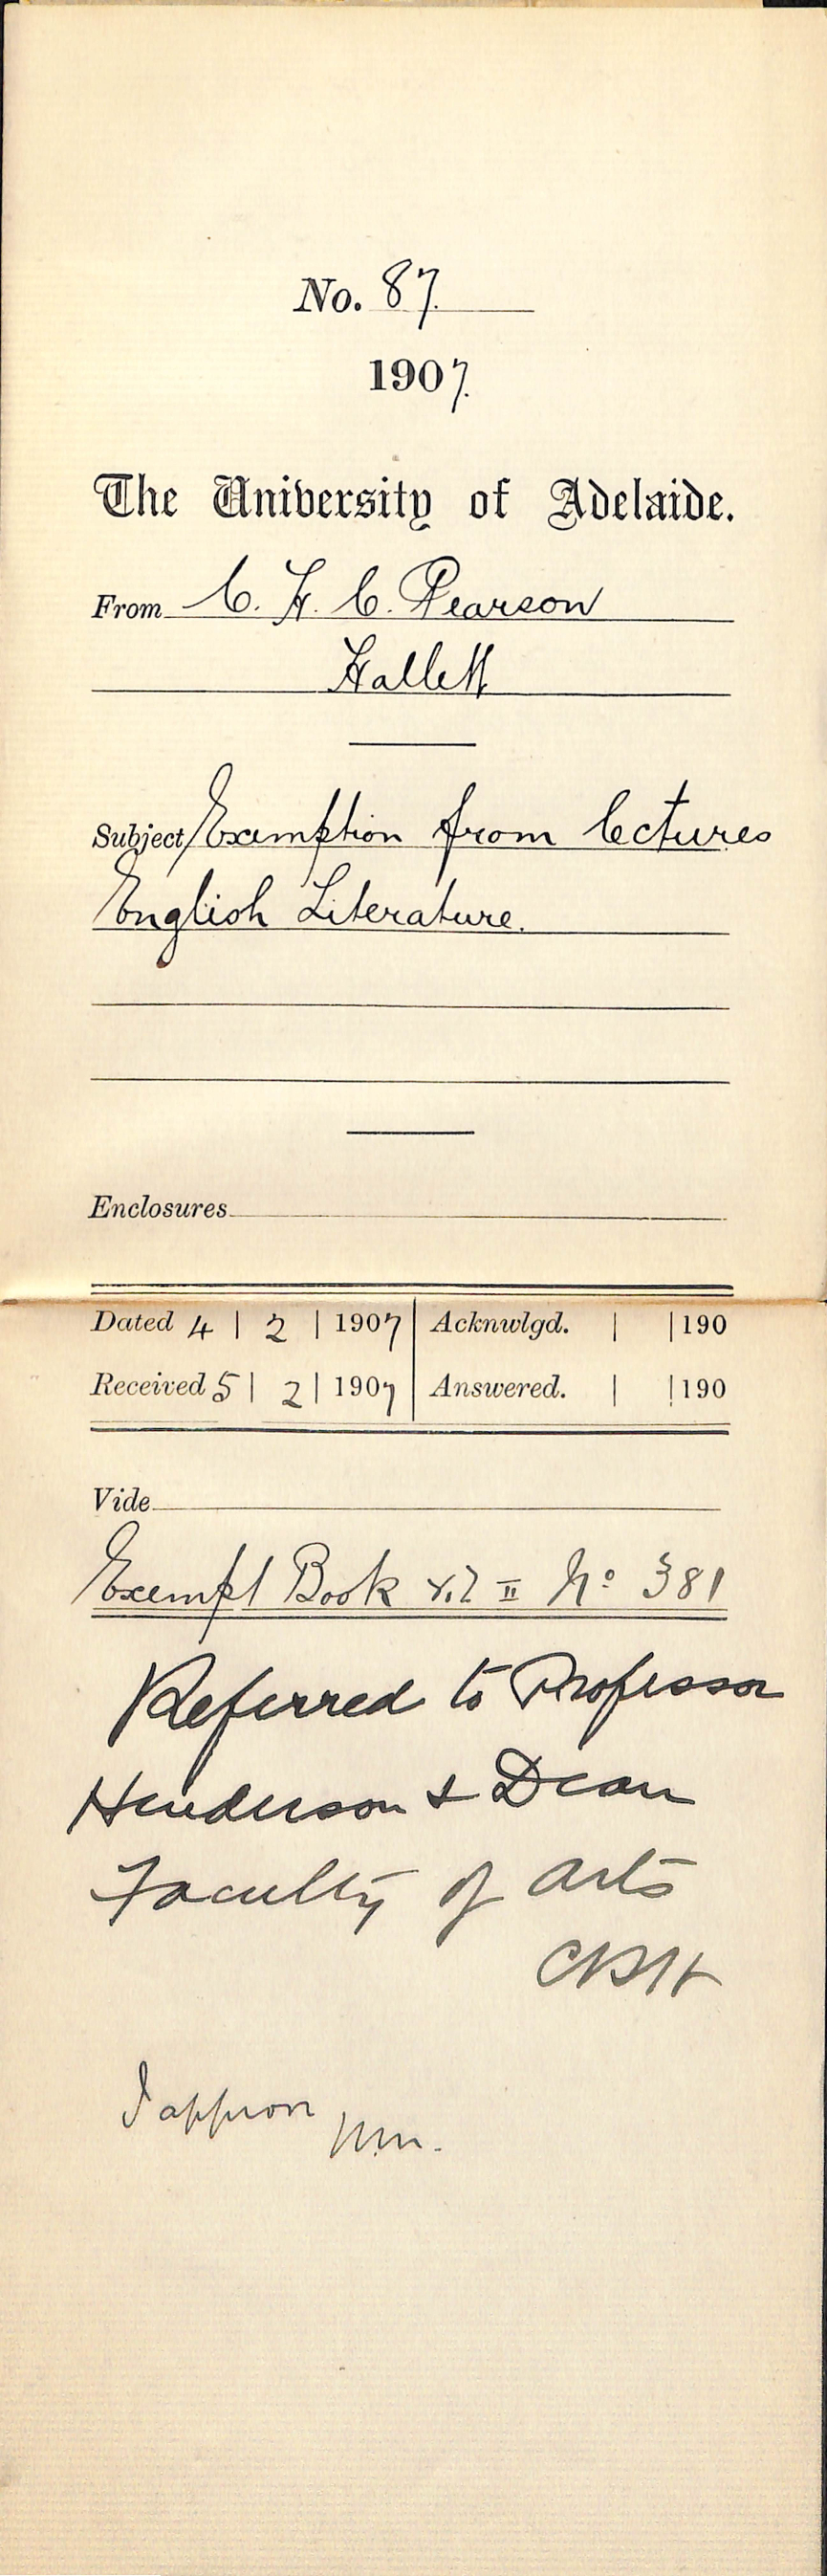 No. 87.
1907.
The University of Adelaide.
From C. H. C. Pearson
Hallett
Subject Exemption from lectures
English Literature.
Enclosures
Dated 4 | 2 | 1907 Acknwlgd. | | 190
Received 5 | 2 | 1907 Answered. | | 190
Vide
Exempt Book II No 381
Referred to Professor
Henderson & Dean
Faculty of Arts
CRH
I approve